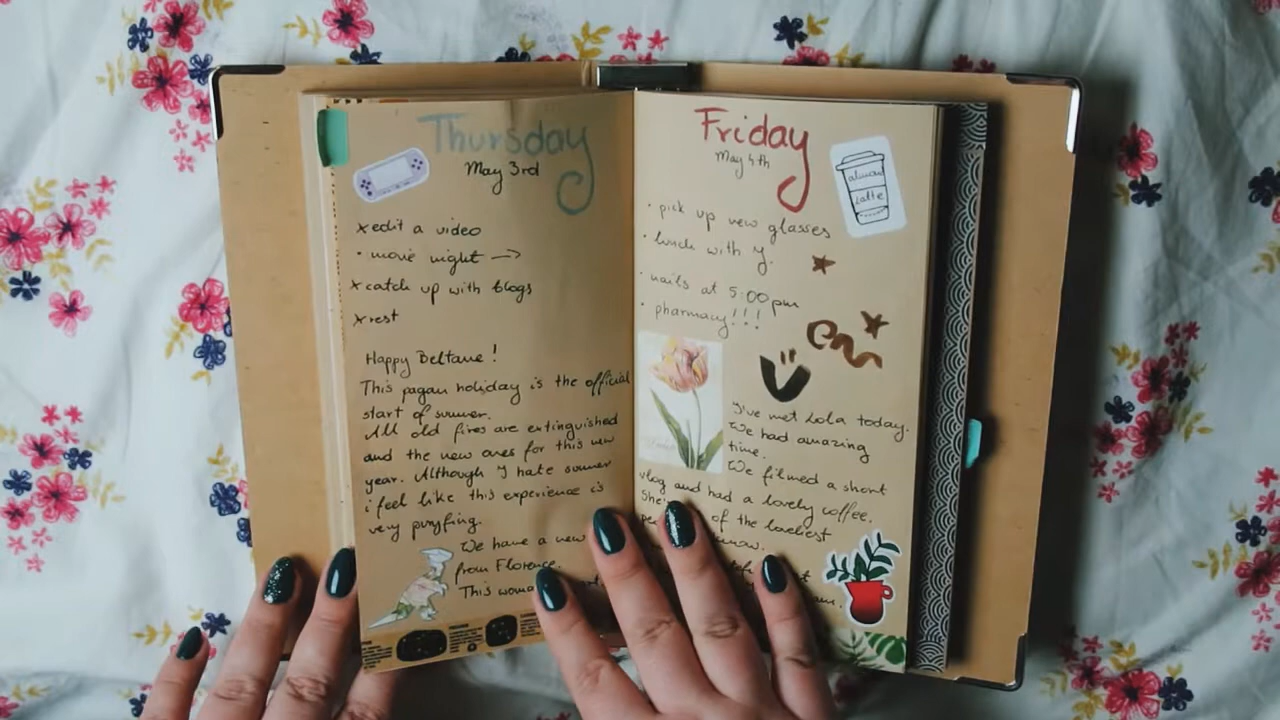 Thursday
May 3rd
x edit a video
· movie night →
x catch up with blogs
x rest
Happy Beltane!
This pagan holiday is the official
start of summer.
All old fires are extinguished
and the new ones for this new
year. Although I hate summer
i feel like this experience is
very puryfing.
We have a new
from Florence.
This
Friday
May 4th
almond
latte
· pick up new glasses
· lunch with y.
· nails at 5:00pm
· pharmacy!!!
I've met Lola today.
We had amazing
time.
We filmed a short
vlog and had a lovely coffee.
She
of the loveliest